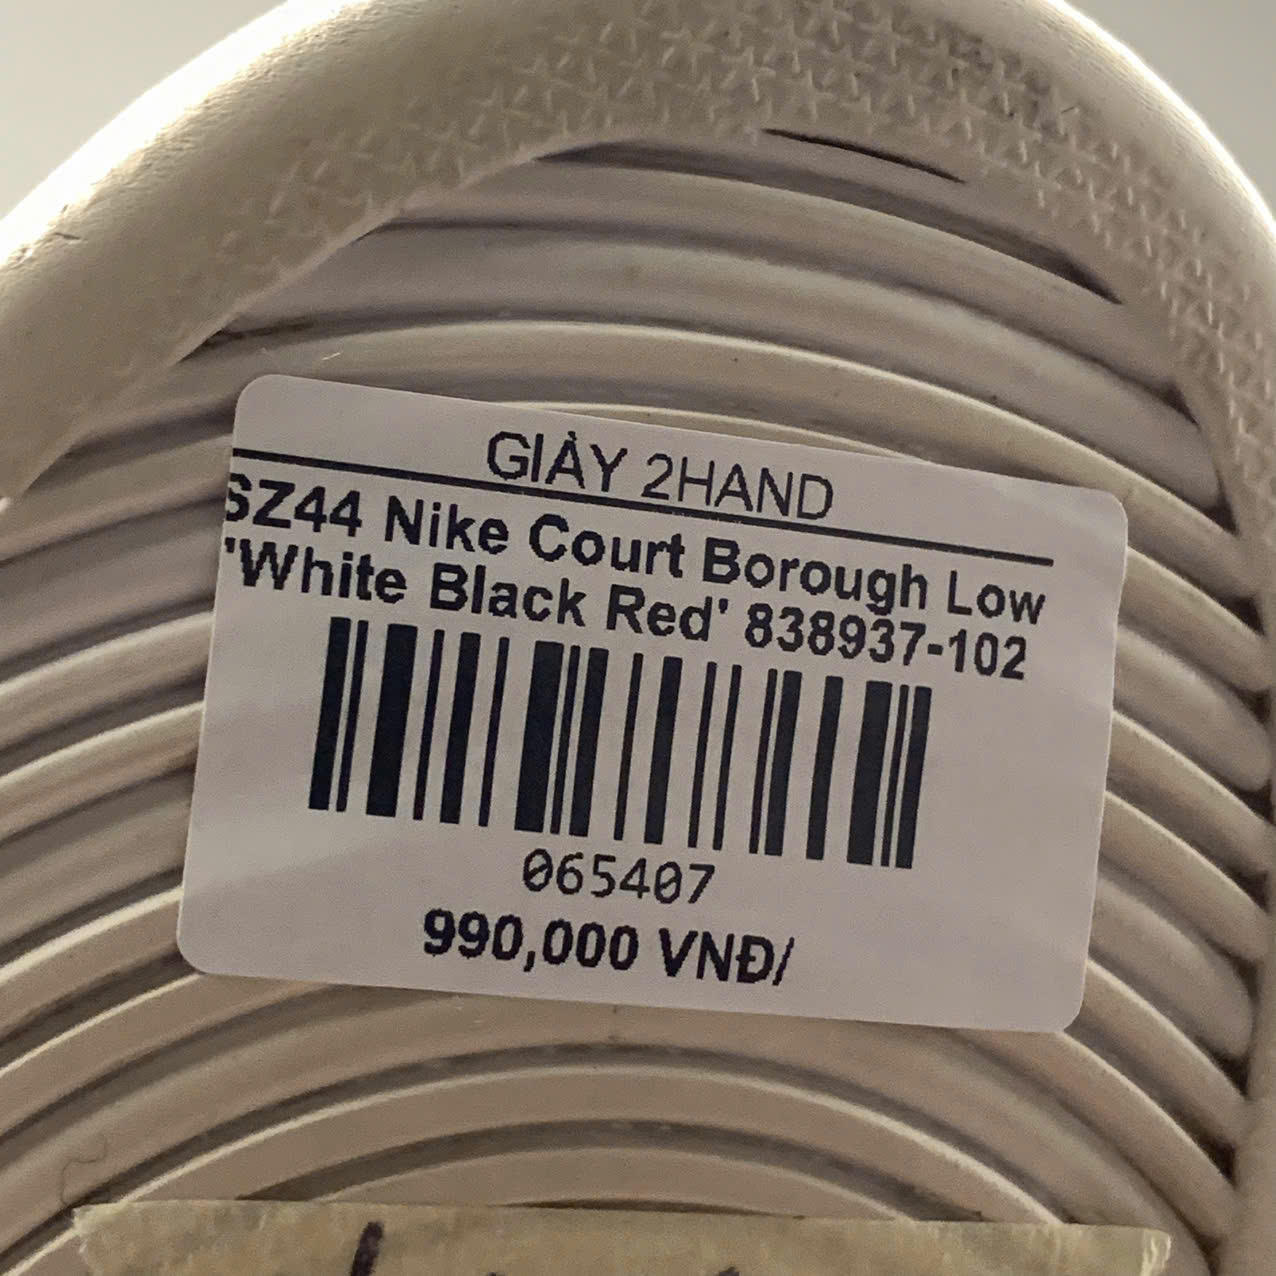 GIÀY 2HAND
SZ44 Nike Court Borough Low
'White Black Red' 838937-102
065407
990,000 VNĐ/